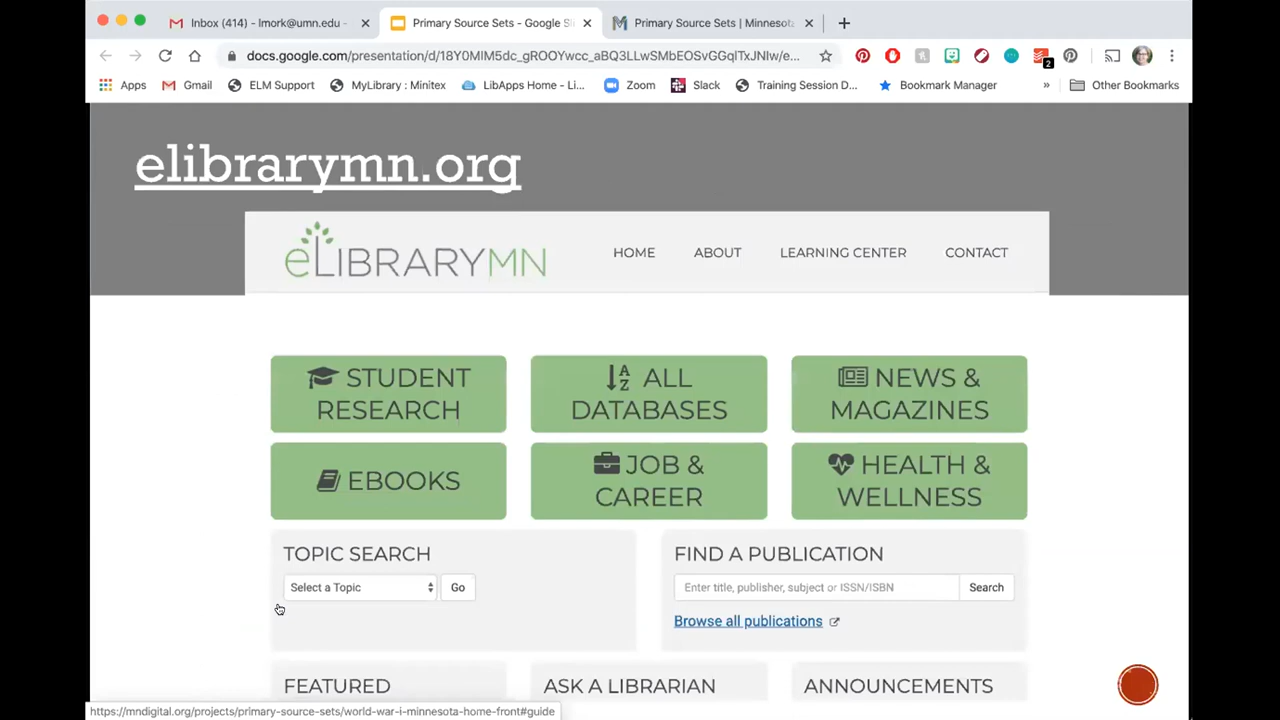 Inbox (414) - lmork@umn.edu -
Primary Source Sets - Google Sl
Primary Source Sets | Minnesota
docs.google.com/presentation/d/18Y0MlM5dc_gROOYwcc_aBQ3LLwSMbEOSvGGqlTxJNIw/e...
2
Apps
Gmail
ELM Support
MyLibrary : Minitex
LibApps Home - Li...
Zoom
Slack
Training Session D...
Bookmark Manager
»
Other Bookmarks
elibrarymn.org
eLIBRARYMN
HOME
ABOUT
LEARNING CENTER
CONTACT
STUDENT
RESEARCH
ALL
DATABASES
NEWS &
MAGAZINES
EBOOKS
JOB &
CAREER
HEALTH &
WELLNESS
TOPIC SEARCH
Select a Topic
Go
FIND A PUBLICATION
Enter title, publisher, subject or ISSN/ISBN
Search
Browse all publications
FEATURED
ASK A LIBRARIAN
ANNOUNCEMENTS
https://mndigital.org/projects/primary-source-sets/world-war-i-minnesota-home-front#guide